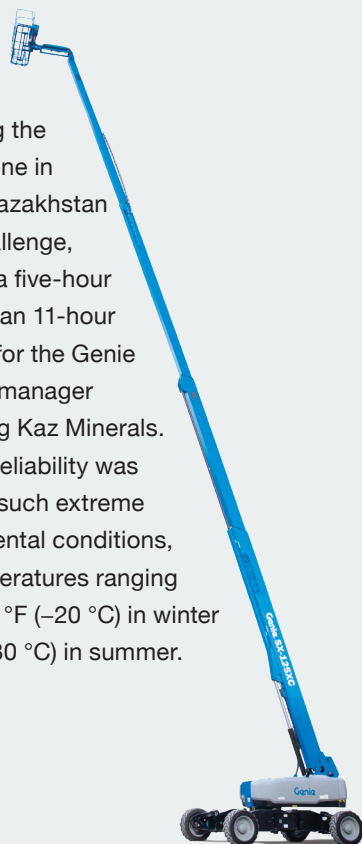 g the
ne in
azakhstan
allenge,
a five-hour
an 11-hour
for the Genie
manager
g Kaz Minerals.
eliability was
such extreme
ental conditions,
peratures ranging
°F (–20 °C) in winter
30 °C) in summer.
Genie SX-125XC
Genie